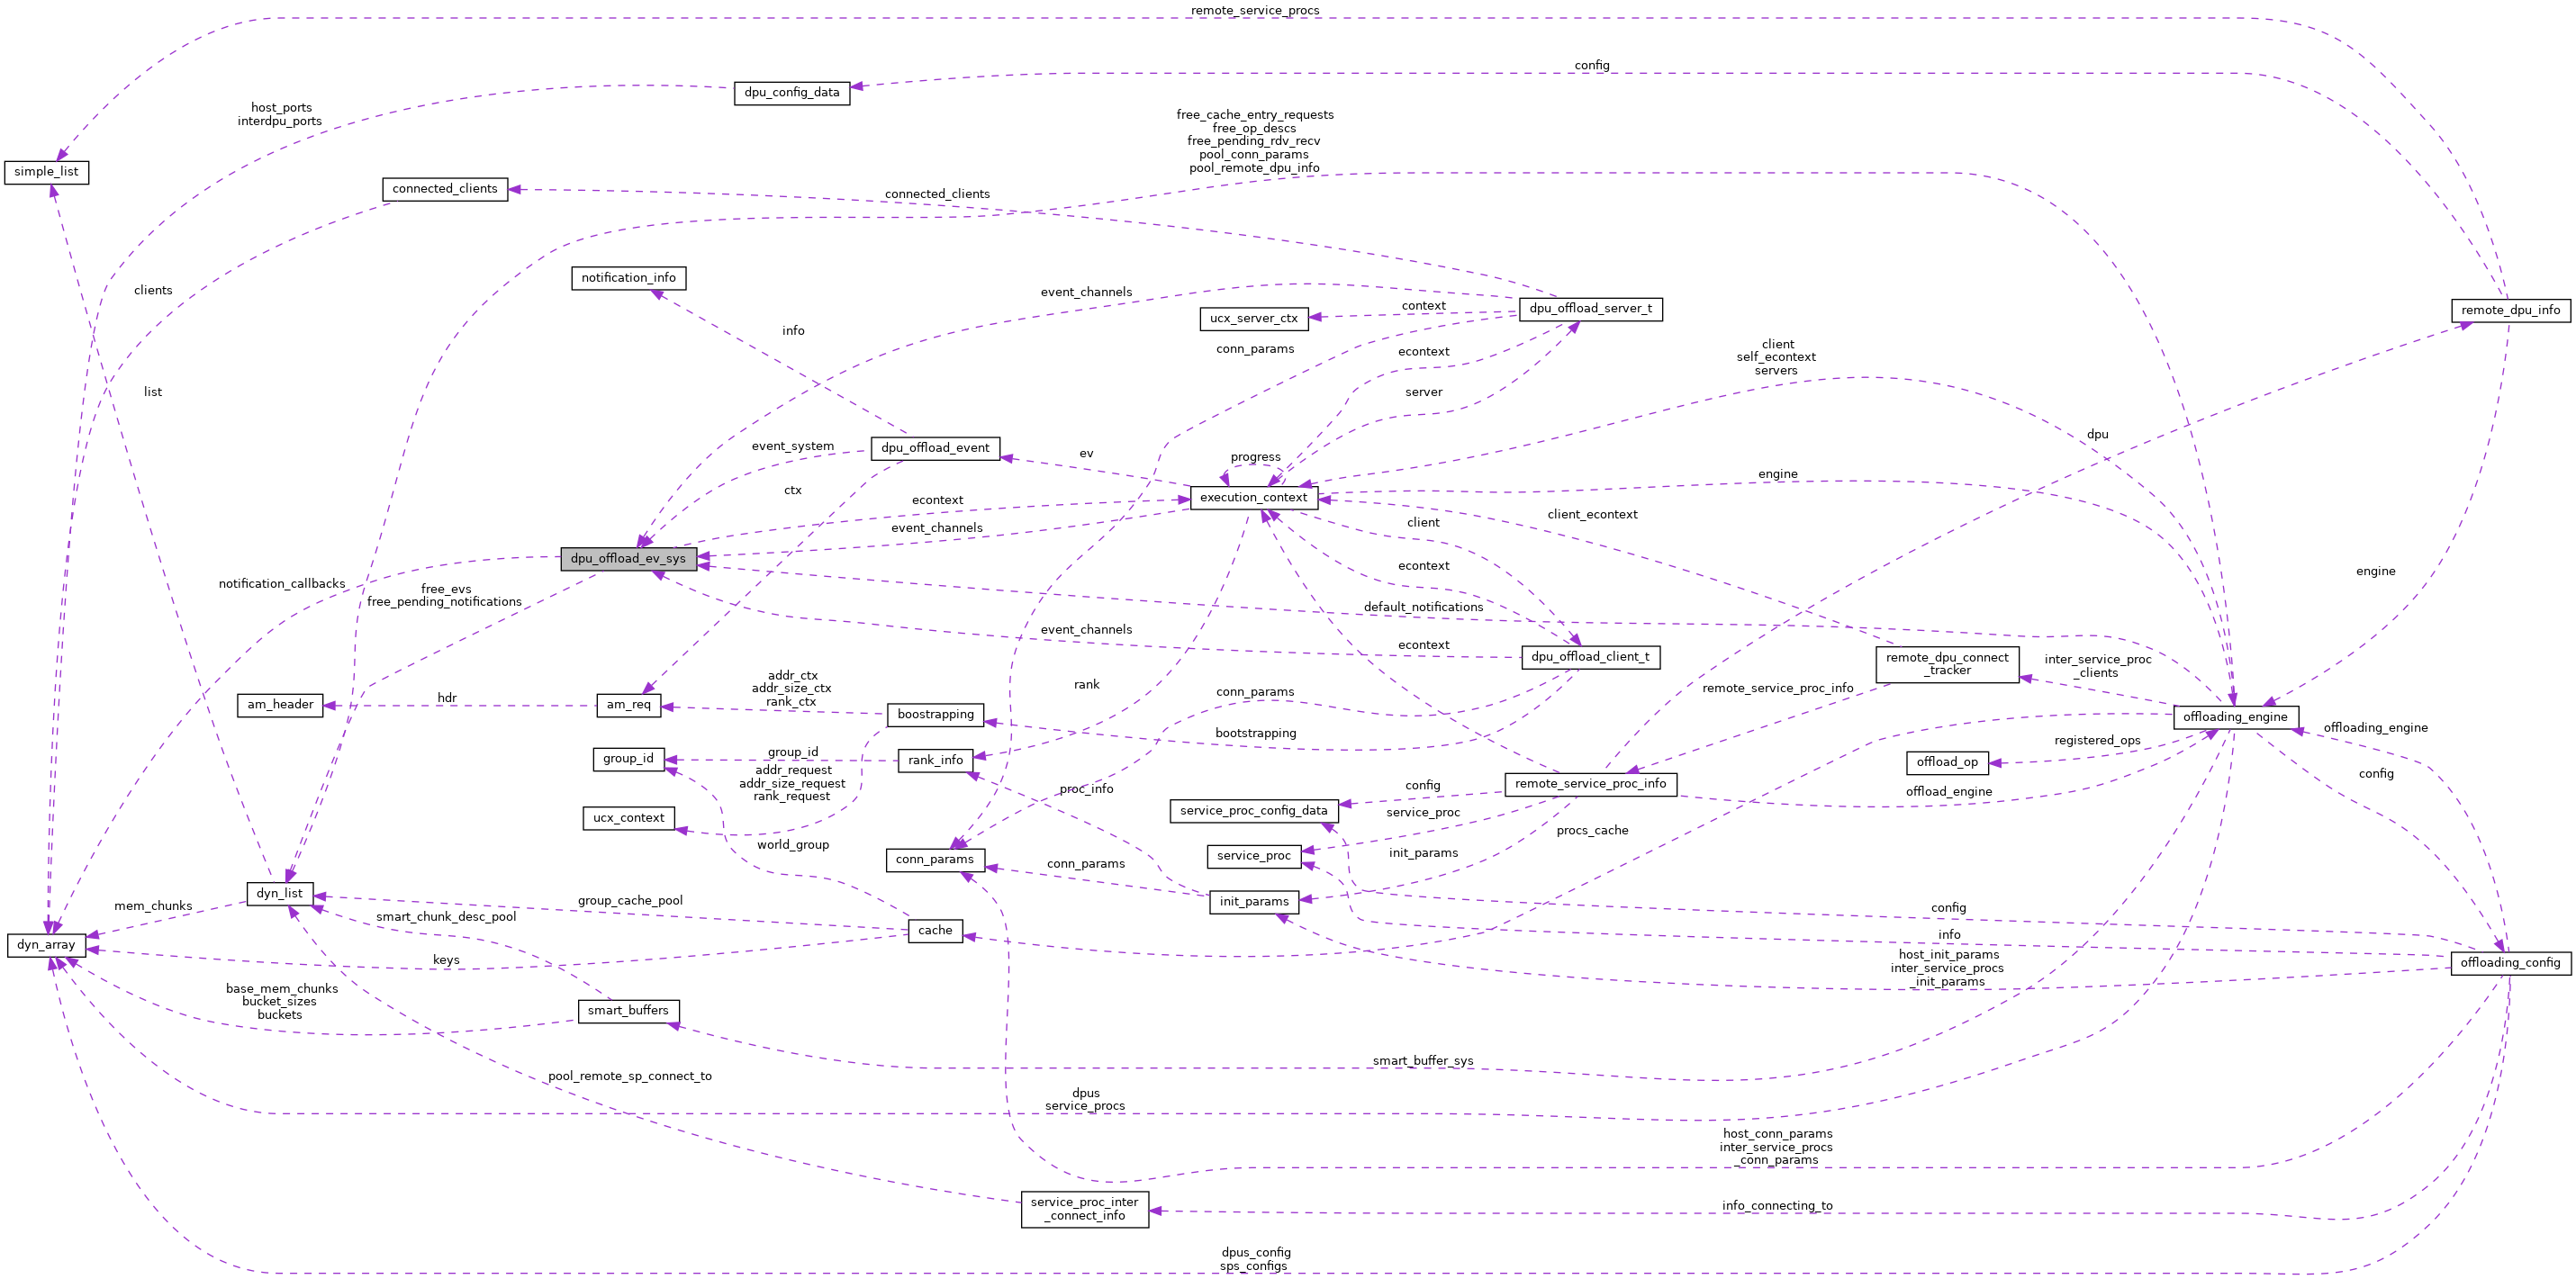 remote_service_procs
config
dpu_config_data
host_ports
interdpu_ports
free_cache_entry_requests
free_op_descs
free_pending_rdv_recv
pool_conn_params
pool_remote_dpu_info
simple_list
connected_clients
connected_clients
notification_info
clients
event_channels
context
dpu_offload_server_t
remote_dpu_info
ucx_server_ctx
info
conn_params
econtext
client
self_econtext
servers
list
server
dpu
event_system
dpu_offload_event
ev
progress
engine
ctx
econtext
execution_context
client_econtext
event_channels
client
dpu_offload_ev_sys
econtext
engine
notification_callbacks
free_evs
free_pending_notifications
default_notifications
event_channels
econtext
dpu_offload_client_t
remote_dpu_connect
_tracker
inter_service_proc
_clients
addr_ctx
addr_size_ctx
rank_ctx
rank
conn_params
remote_service_proc_info
am_header
hdr
am_req
boostrapping
offloading_engine
offloading_engine
bootstrapping
registered_ops
group_id
group_id
rank_info
offload_op
addr_request
addr_size_request
rank_request
proc_info
config
remote_service_proc_info
offload_engine
config
ucx_context
service_proc_config_data
service_proc
procs_cache
world_group
conn_params
conn_params
service_proc
init_params
dyn_list
mem_chunks
group_cache_pool
init_params
config
smart_chunk_desc_pool
cache
info
dyn_array
keys
host_init_params
inter_service_procs
_init_params
offloading_config
base_mem_chunks
bucket_sizes
buckets
smart_buffers
smart_buffer_sys
pool_remote_sp_connect_to
dpus
service_procs
host_conn_params
inter_service_procs
_conn_params
service_proc_inter
_connect_info
info_connecting_to
dpus_config
sps_configs